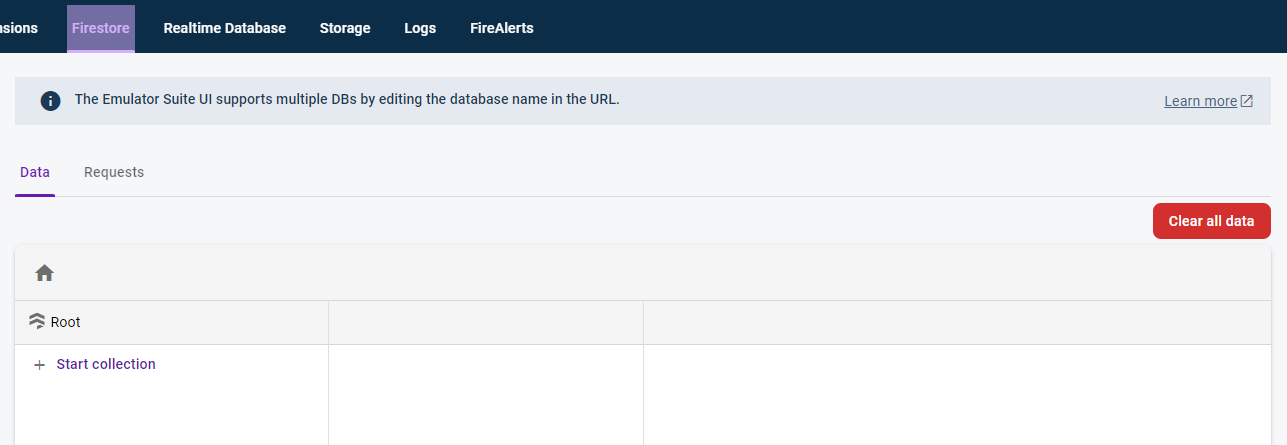 Firestore Realtime Database Storage Logs FireAlerts
The Emulator Suite UI supports multiple DBs by editing the database name in the URL. Learn more
Data Requests
Clear all data
Root
Start collection